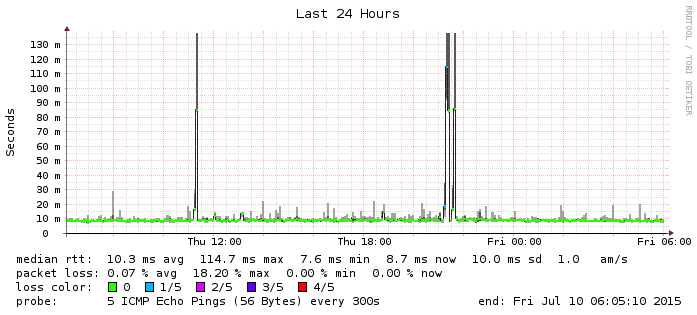 Last 24 Hours
RRDTOOL / TOBI OETIKER
Seconds
130 m
120 m
110 m
100 m
90 m
80 m
70 m
60 m
50 m
40 m
30 m
20 m
10 m
0
Thu 12:00 Thu 18:00 Fri 00:00 Fri 06:00
median rtt: 10.3 ms avg 114.7 ms max 7.6 ms min 8.7 ms now 10.0 ms sd 1.0 am/s
packet loss: 0.07 % avg 18.20 % max 0.00 % min 0.00 % now
loss color: 0 1/5 2/5 3/5 4/5
probe: 5 ICMP Echo Pings (56 Bytes) every 300s end: Fri Jul 10 06:05:10 2015